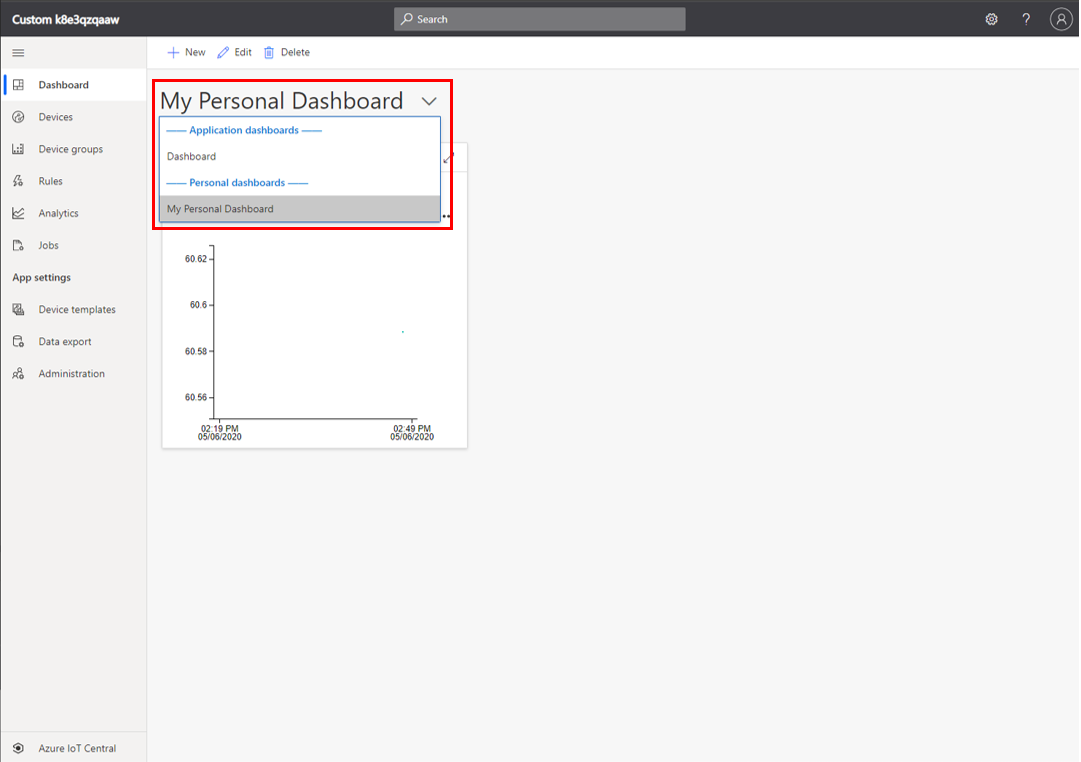 Custom k8e3qzqaaw
Search
?
New Edit Delete
Dashboard
Devices
Device groups
Rules
Analytics
Jobs
App settings
Device templates
Data export
Administration
Azure IoT Central
My Personal Dashboard
Application dashboards
Dashboard
Personal dashboards
My Personal Dashboard
60.62
60.6
60.58
60.56
02:19 PM
05/06/2020
02:49 PM
05/06/2020